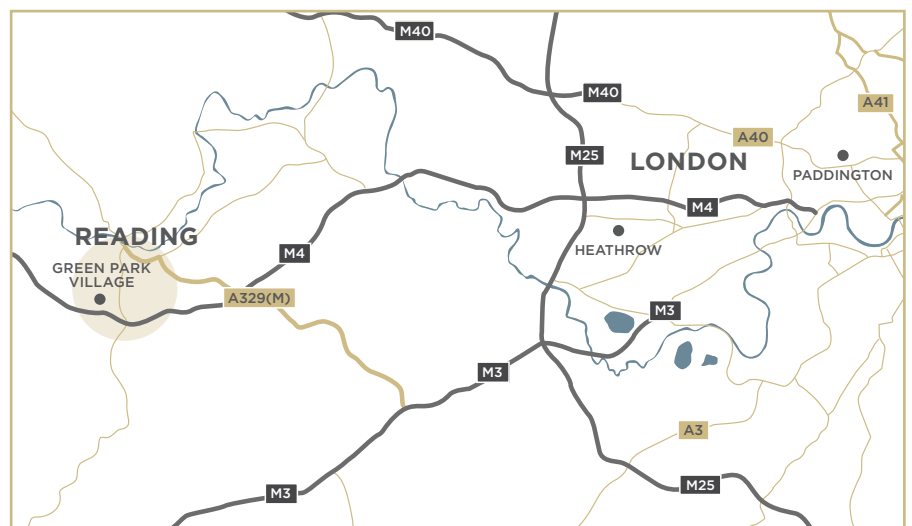 M40
M40
A41
A40
M25
LONDON
PADDINGTON
M4
READING
HEATHROW
M4
GREEN PARK
VILLAGE
A329(M)
M3
M3
A3
M25
M3